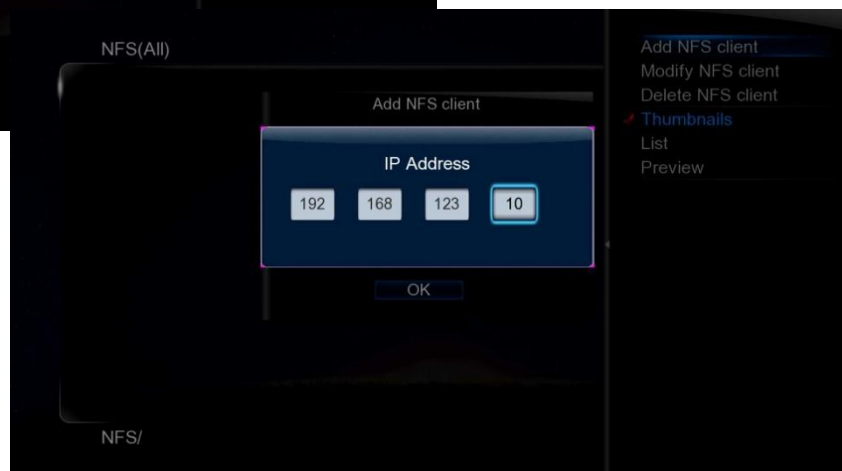 NFS(All)
Add NFS client
IP Address
192 168 123 10
OK
NFS/
Add NFS client
Modify NFS client
Delete NFS client
Thumbnails
List
Preview